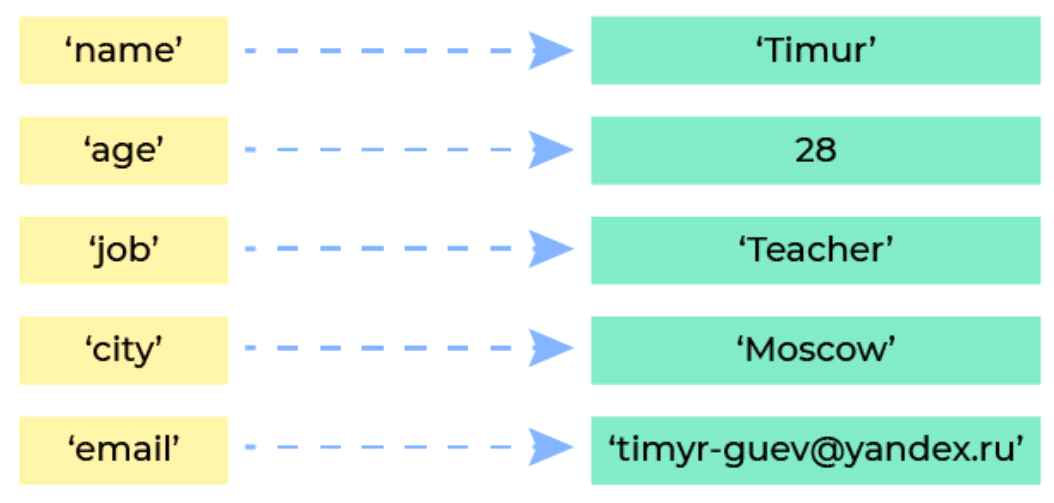 ‘name’ ‘Timur’
‘age’ 28
‘job’ ‘Teacher’
‘city’ ‘Moscow’
‘email’ ‘timyr-guev@yandex.ru’